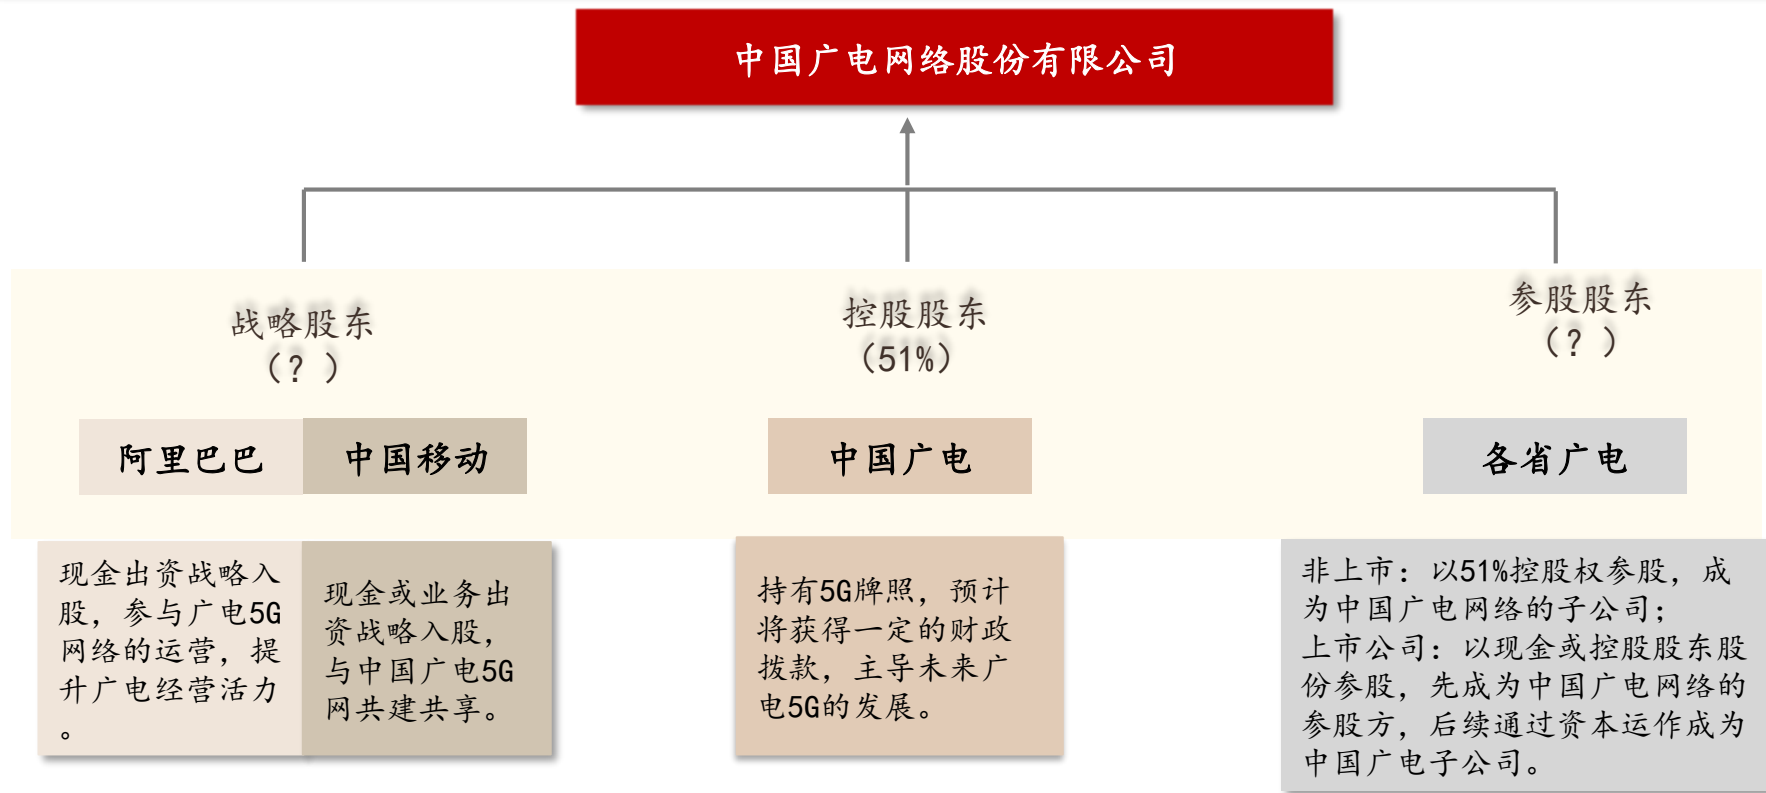 中国广电网络股份有限公司
战略股东
（? ）
控股股东
（51%）
参股股东
（? ）
阿里巴巴
中国移动
中国广电
各省广电
现金出资战略入
股，参与广电5G
网络的运营，提
升广电经营活力
。
现金或业务出
资战略入股，
与中国广电5G
网共建共享。
持有5G牌照，预计
将获得一定的财政
拨款，主导未来广
电5G的发展。
非上市：以51%控股权参股，成
为中国广电网络的子公司；
上市公司：以现金或控股股东股
份参股，先成为中国广电网络的
参股方，后续通过资本运作成为
中国广电子公司。